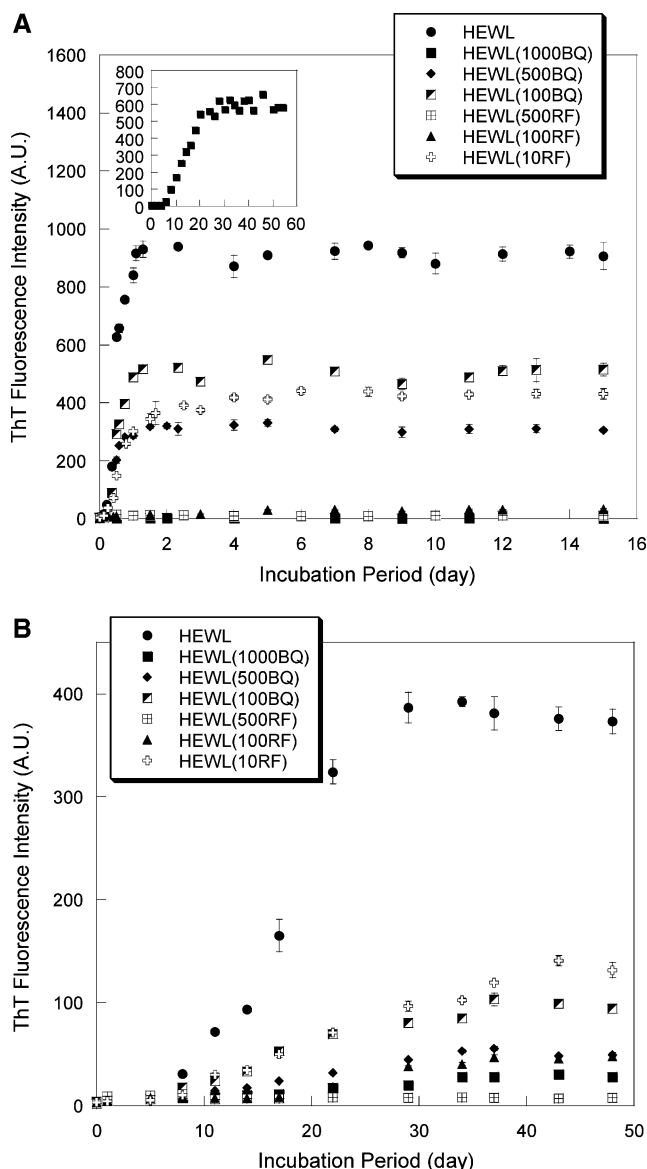 A
1600
1400
1200
1000
800
600
400
200
0
0 2 4 6 8 10 12 14 16
ThT Fluorescence Intensity (A.U.)
Incubation Period (day)
800
700
600
500
400
300
200
100
0
0 10 20 30 40 50 60
HEWL
HEWL(1000BQ)
HEWL(500BQ)
HEWL(100BQ)
HEWL(500RF)
HEWL(100RF)
HEWL(10RF)
B
HEWL
HEWL(1000BQ)
HEWL(500BQ)
HEWL(100BQ)
HEWL(500RF)
HEWL(100RF)
HEWL(10RF)
400
300
200
100
0
0 10 20 30 40 50
ThT Fluorescence Intensity (A.U.)
Incubation Period (day)